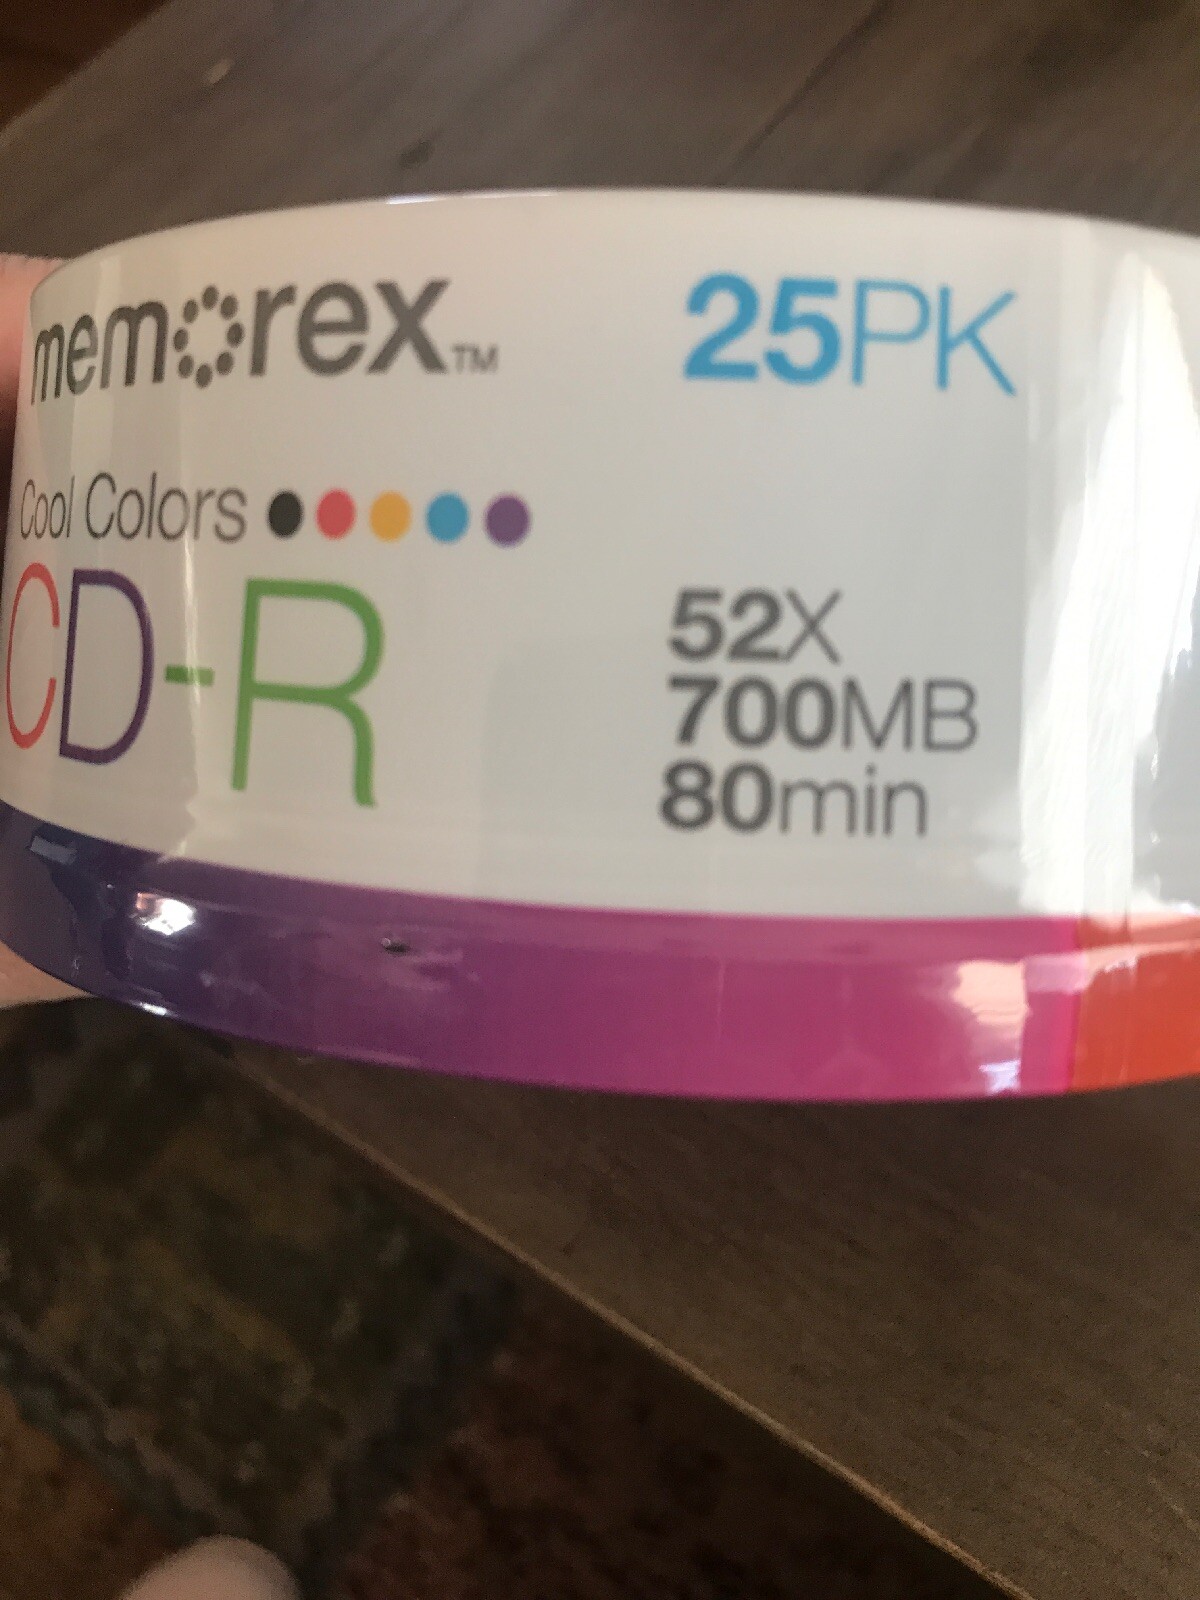 memorex™
25PK
Cool Colors
CD-R
52X
700MB
80min